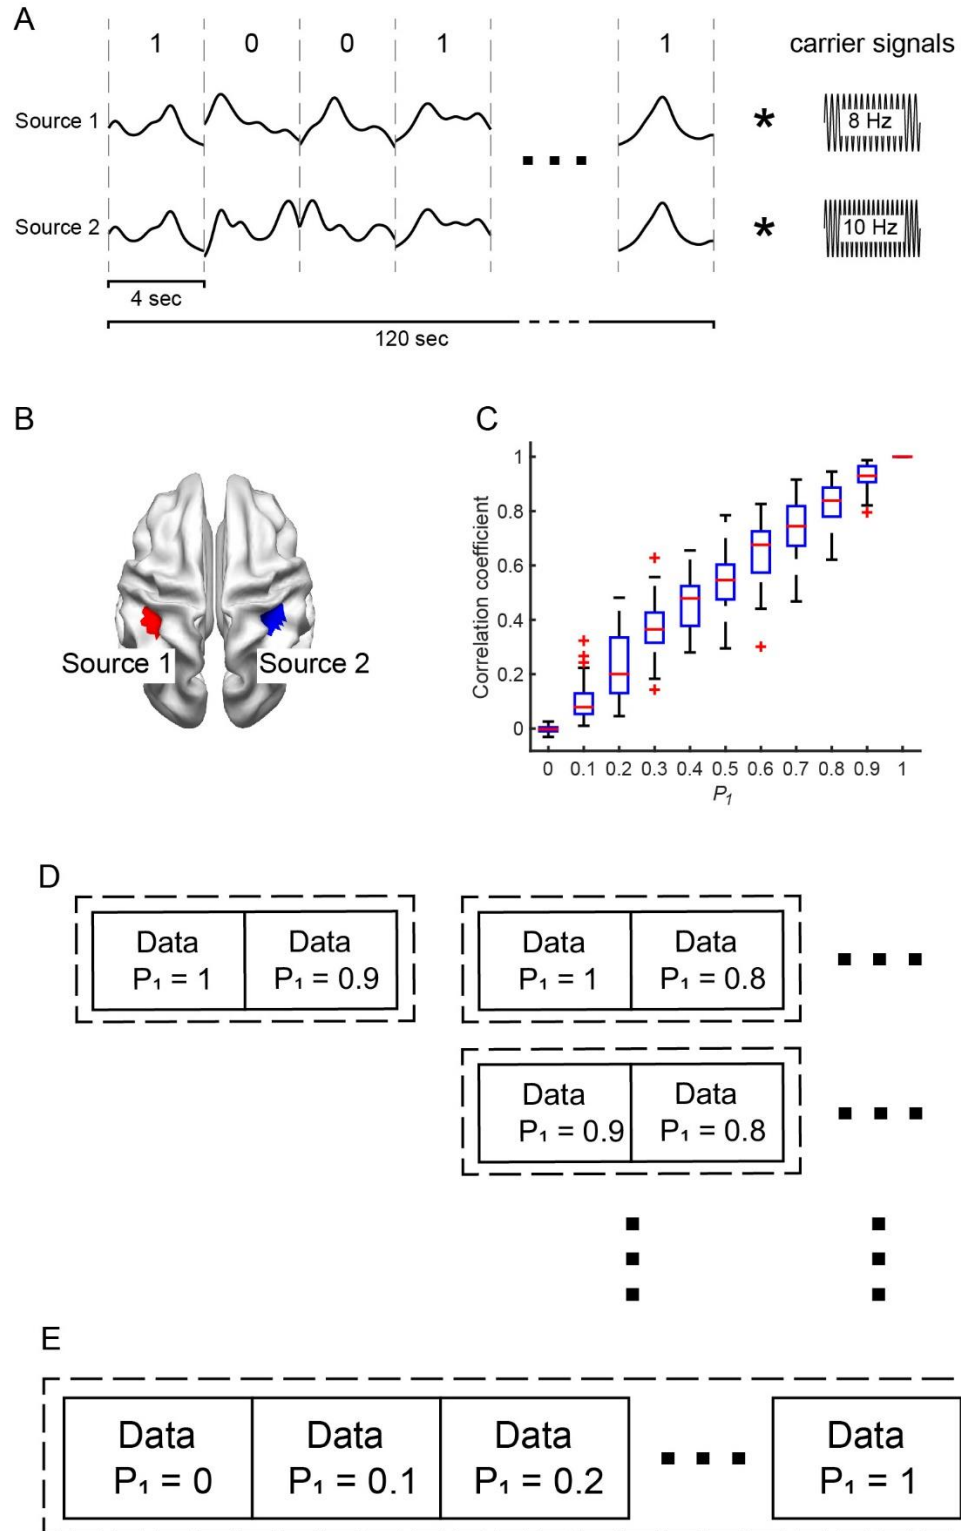 A
1 0 0 1 1 carrier signals
Source 1 * 8 Hz
Source 2 * 10 Hz
4 sec
120 sec
B
Source 1 Source 2
C
Correlation coefficient
1
0.8
0.6
0.4
0.2
0
0 0.1 0.2 0.3 0.4 0.5 0.6 0.7 0.8 0.9 1
P₁
D
Data Data
P₁ = 1 P₁ = 0.9
Data Data
P₁ = 1 P₁ = 0.8
Data Data
P₁ = 0.9 P₁ = 0.8
E
Data Data Data Data
P₁ = 0 P₁ = 0.1 P₁ = 0.2 P₁ = 1